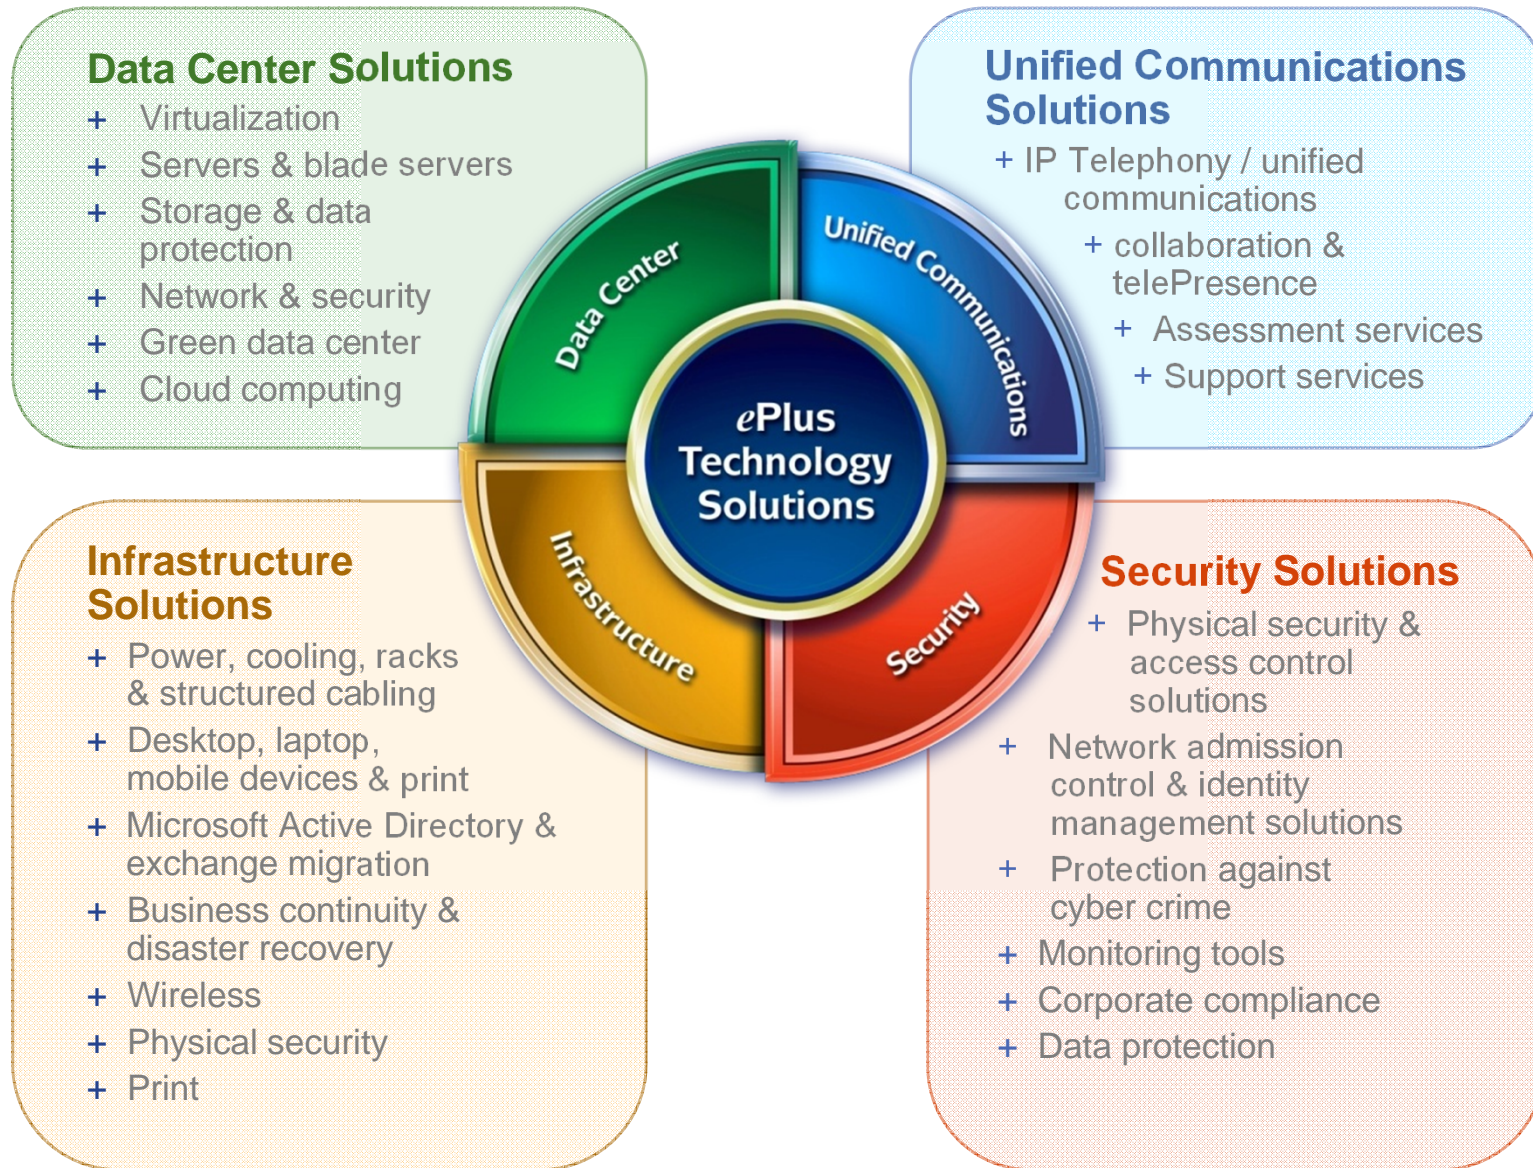 Data Center Solutions
+ Virtualization
+ Servers & blade servers
+ Storage & data
protection
+ Network & security
+ Green data center
+ Cloud computing
Unified Communications
Solutions
+ IP Telephony / unified
communications
+ collaboration &
telePresence
+ Assessment services
+ Support services
Data Center
Unified Communications
ePlus
Technology
Solutions
Infrastructure
Security
Infrastructure
Solutions
+ Power, cooling, racks
& structured cabling
+ Desktop, laptop,
mobile devices & print
+ Microsoft Active Directory &
exchange migration
+ Business continuity &
disaster recovery
+ Wireless
+ Physical security
+ Print
Security Solutions
+ Physical security &
access control
solutions
+ Network admission
control & identity
management solutions
+ Protection against
cyber crime
+ Monitoring tools
+ Corporate compliance
+ Data protection